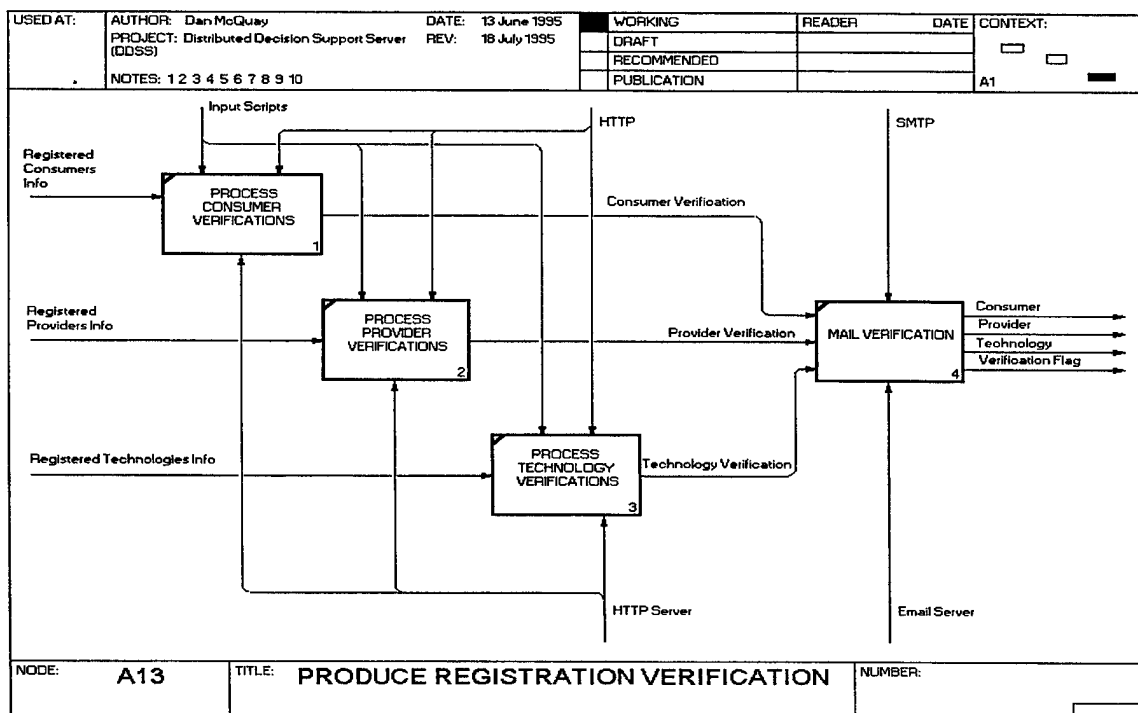 USED AT:
AUTHOR: Dan McQuay
DATE: 13 June 1995
PROJECT: Distributed Decision Support Server
(DDSS)
REV: 18 July 1995
NOTES: 1 2 3 4 5 6 7 8 9 10
WORKING
DRAFT
RECOMMENDED
PUBLICATION
READER DATE
CONTEXT:
A1
Input Scripts
HTTP
SMTP
Registered
Consumers
Info
PROCESS
CONSUMER
VERIFICATIONS
1
Consumer Verification
Registered
Providers Info
PROCESS
PROVIDER
VERIFICATIONS
2
Provider Verification
MAIL VERIFICATION
4
Consumer
Provider
Technology
Verification Flag
Registered Technologies Info
PROCESS
TECHNOLOGY
VERIFICATIONS
3
Technology Verification
HTTP Server
Email Server
NODE:
A13
TITLE:
PRODUCE REGISTRATION VERIFICATION
NUMBER: